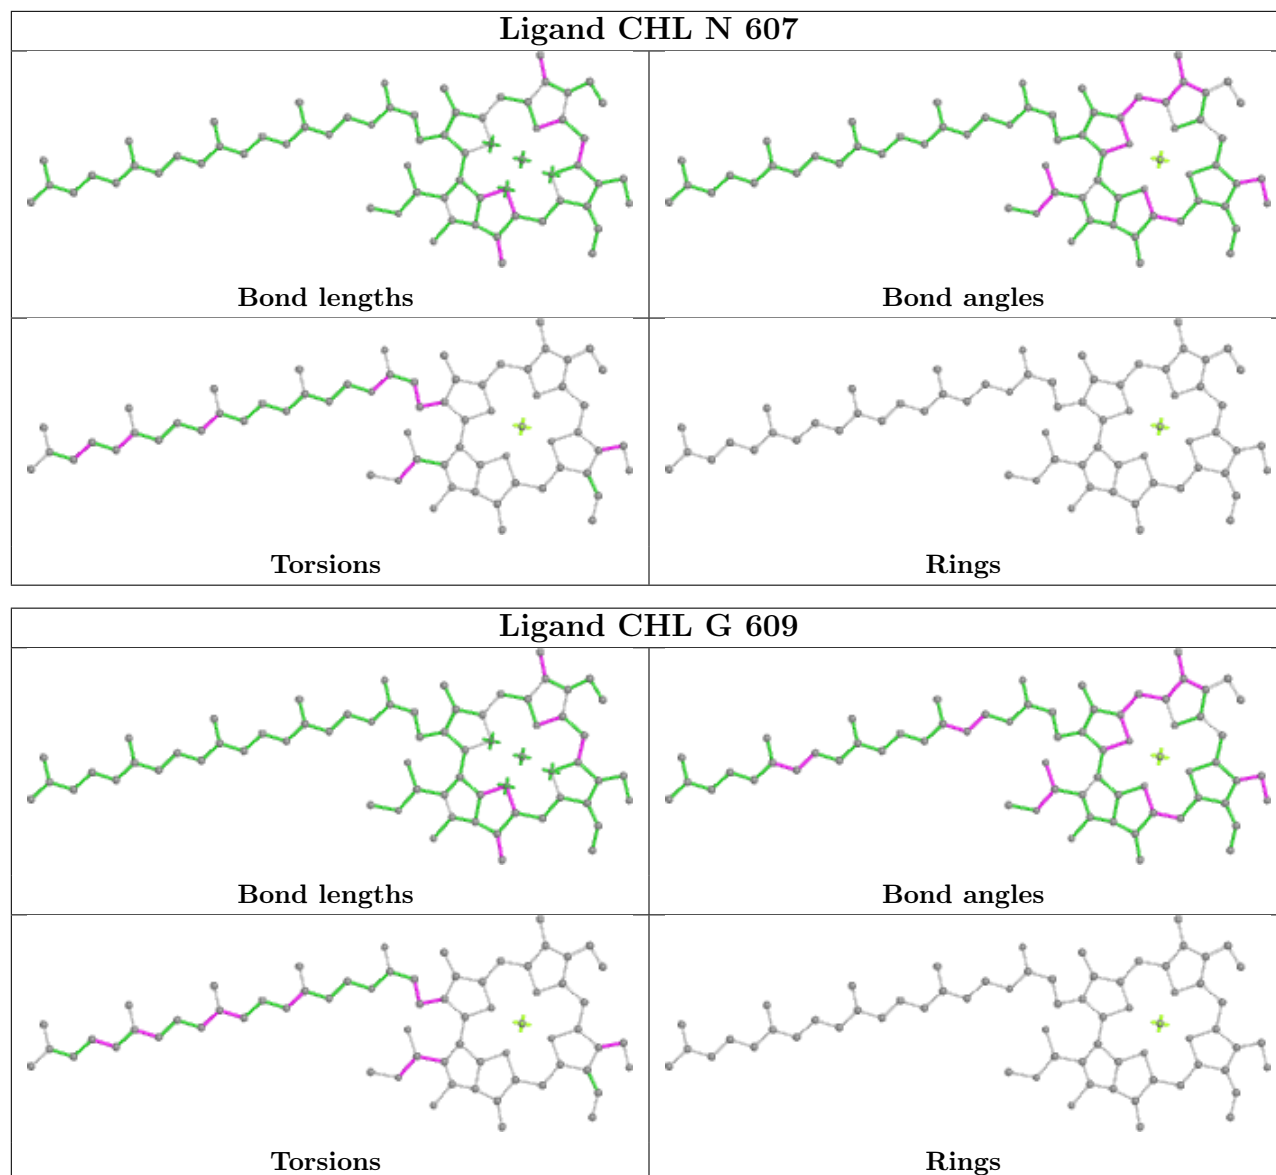 Ligand CHL N 607
Bond lengths
Bond angles
Torsions
Rings
Ligand CHL G 609
Bond lengths
Bond angles
Torsions
Rings